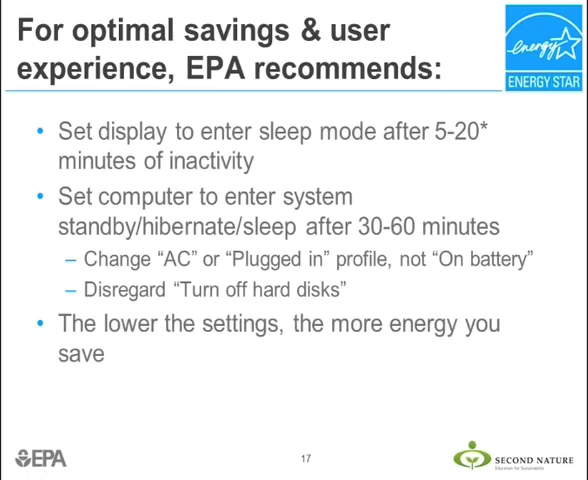 For optimal savings & user
experience, EPA recommends:
energy
ENERGY STAR
• Set display to enter sleep mode after 5-20*
minutes of inactivity
• Set computer to enter system
standby/hibernate/sleep after 30-60 minutes
– Change “AC” or “Plugged in” profile, not “On battery”
– Disregard “Turn off hard disks”
• The lower the settings, the more energy you
save
EPA
17
SECOND NATURE
Education for Sustainability